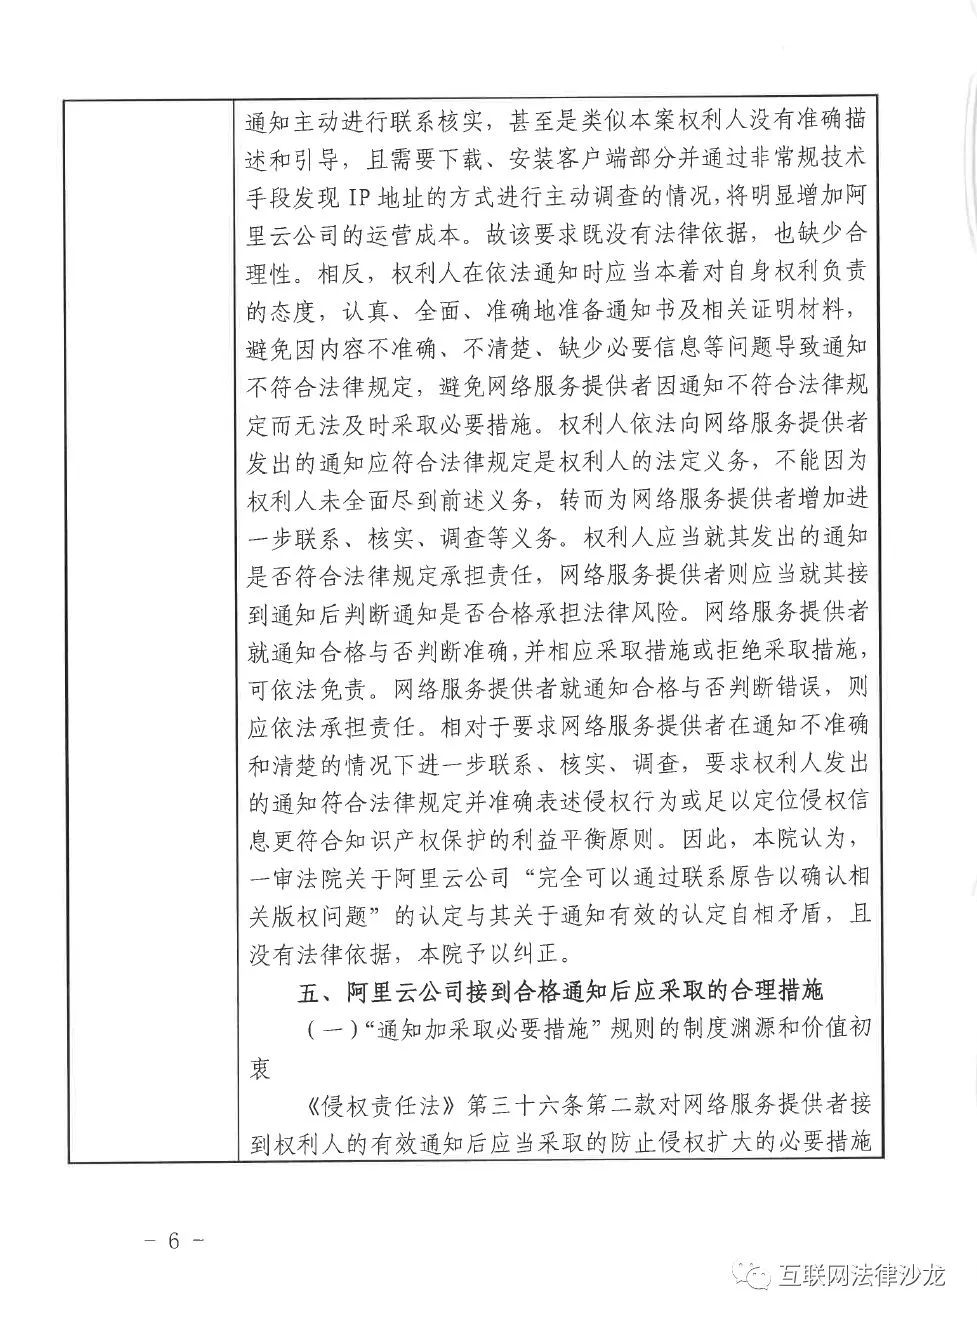 通知主动进行联系核实，甚至是类似本案权利人没有准确描
述和引导，且需要下载、安装客户端部分并通过非常规技术
手段发现 IP 地址的方式进行主动调查的情况，将明显增加阿
里云公司的运营成本。故该要求既没有法律依据，也缺少合
理性。相反，权利人在依法通知时应当本着对自身权利负责
的态度，认真、全面、准确地准备通知书及相关证明材料，
避免因内容不准确、不清楚、缺少必要信息等问题导致通知
不符合法律规定，避免网络服务提供者因通知不符合法律规
定而无法及时采取必要措施。权利人依法向网络服务提供者
发出的通知应符合法律规定是权利人的法定义务，不能因为
权利人未全面尽到前述义务，转而为网络服务提供者增加进
一步联系、核实、调查等义务。权利人应当就其发出的通知
是否符合法律规定承担责任，网络服务提供者则应当就其接
到通知后判断通知是否合格承担法律风险。网络服务提供者
就通知合格与否判断准确，并相应采取措施或拒绝采取措施，
可依法免责。网络服务提供者就通知合格与否判断错误，则
应依法承担责任。相对于要求网络服务提供者在通知不准确
和清楚的情况下进一步联系、核实、调查，要求权利人发出
的通知符合法律规定并准确表述侵权行为或足以定位侵权信
息更符合知识产权保护的利益平衡原则。因此，本院认为，
一审法院关于阿里云公司“完全可以通过联系原告以确认相
关版权问题”的认定与其关于通知有效的认定自相矛盾，且
没有法律依据，本院予以纠正。
五、阿里云公司接到合格通知后应采取的合理措施
（一）“通知加采取必要措施”规则的制度渊源和价值初
衷
《侵权责任法》第三十六条第二款对网络服务提供者接
到权利人的有效通知后应当采取的防止侵权扩大的必要措施
- 6 -
互联网法律沙龙